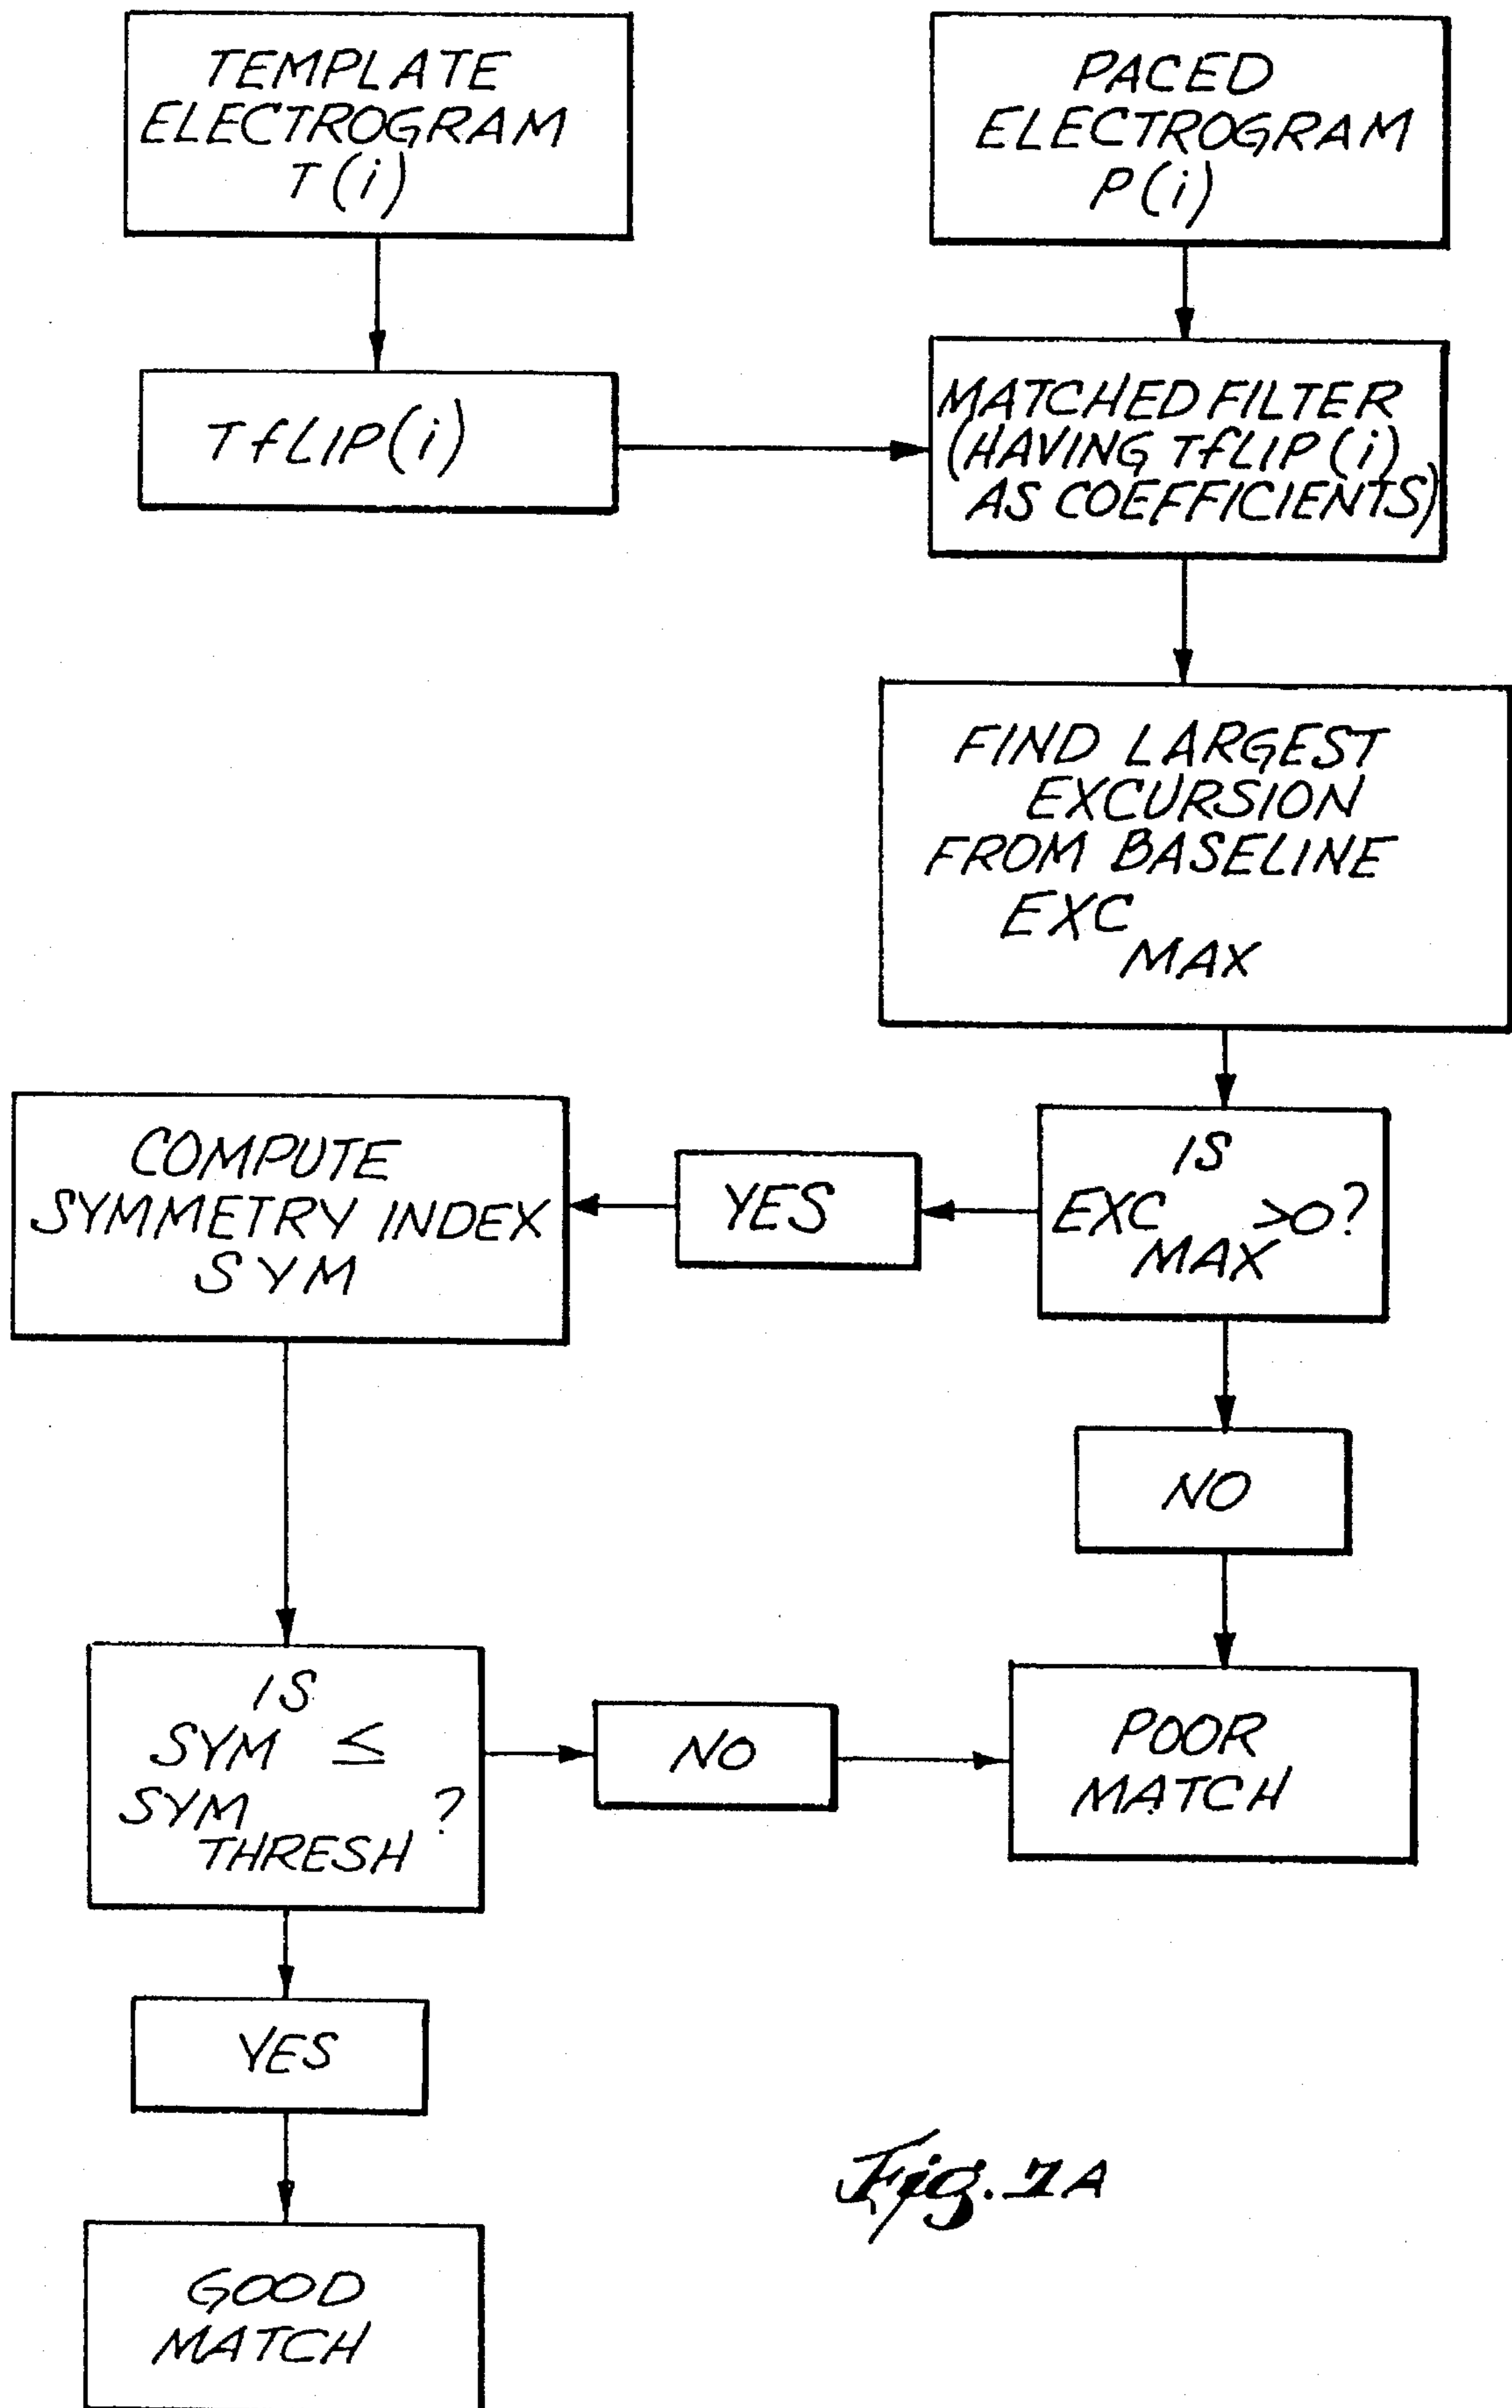 TEMPLATE
ELECTROGRAM
T(i)
PACED
ELECTROGRAM
P(i)
TfLIP(i)
MATCHED FILTER
(HAVING TfLIP(i)
AS COEFFICIENTS)
FIND LARGEST
EXCURSION
FROM BASELINE
EXC
MAX
IS
EXC >0?
MAX
YES
COMPUTE
SYMMETRY INDEX
SYM
NO
IS
SYM ≤
SYM ?
THRESH
NO
POOR
MATCH
YES
GOOD
MATCH
Fig. 1A